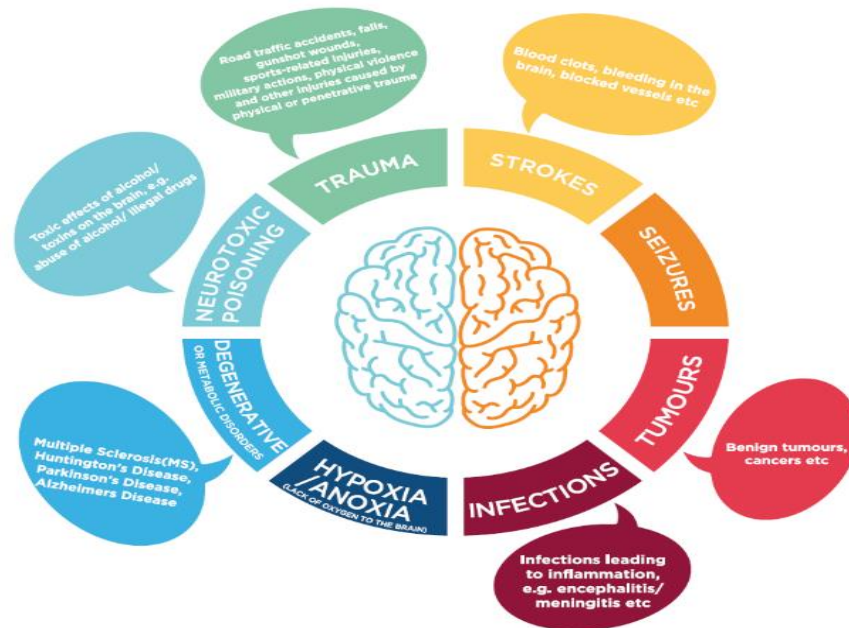 Road traffic accidents, falls,
gunshot wounds,
sports-related injuries,
military actions, physical violence
and other injuries caused by
physical or penetrative trauma
TRAUMA
Blood clots, bleeding in the
brain, blocked vessels etc
STROKES
SEIZURES
TUMOURS
Benign tumours,
cancers etc
INFECTIONS
Infections leading
to inflammation,
e.g. encephalitis/
meningitis etc
HYPOXIA
/ANOXIA
(LACK OF OXYGEN TO THE BRAIN)
DEGENERATIVE
OR METABOLIC DISORDERS
Multiple Sclerosis(MS),
Huntington's Disease,
Parkinson's Disease,
Alzheimers Disease
NEUROTOXIC
POISONING
Toxic effects of alcohol/
toxins on the brain, e.g.
abuse of alcohol/ illegal drugs